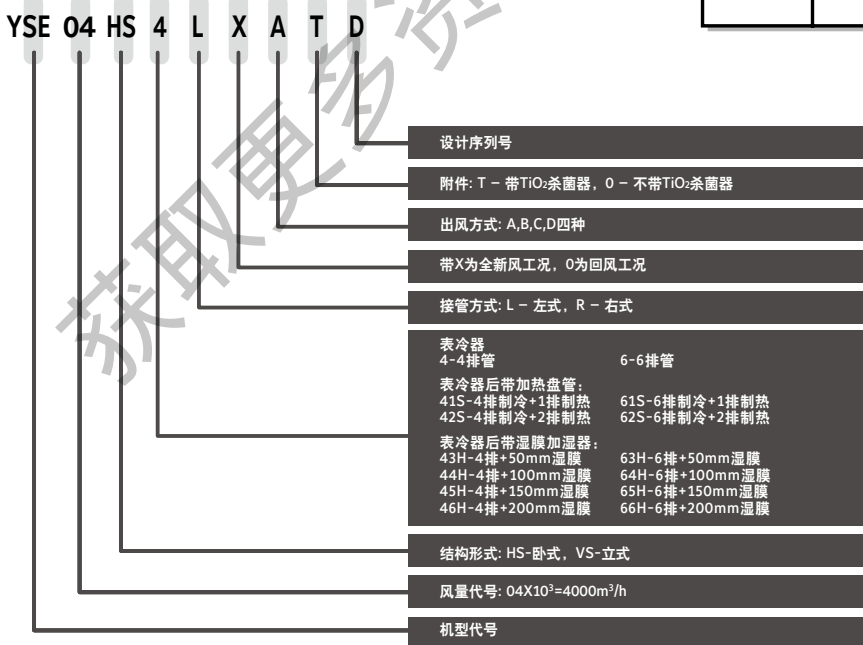 YSE 04 HS 4 L X A T D
设计序列号
附件: T - 带TiO₂杀菌器, 0 - 不带TiO₂杀菌器
出风方式: A,B,C,D四种
带X为全新风工况, 0为回风工况
接管方式: L - 左式, R - 右式
表冷器
4-4排管 6-6排管
表冷器后带加热盘管:
41S-4排制冷+1排制热 61S-6排制冷+1排制热
42S-4排制冷+2排制热 62S-6排制冷+2排制热
表冷器后带湿膜加湿器:
43H-4排+50mm湿膜 63H-6排+50mm湿膜
44H-4排+100mm湿膜 64H-6排+100mm湿膜
45H-4排+150mm湿膜 65H-6排+150mm湿膜
46H-4排+200mm湿膜 66H-6排+200mm湿膜
结构形式: HS-卧式, VS-立式
风量代号: 04X10³=4000m³/h
机型代号
获取更多资